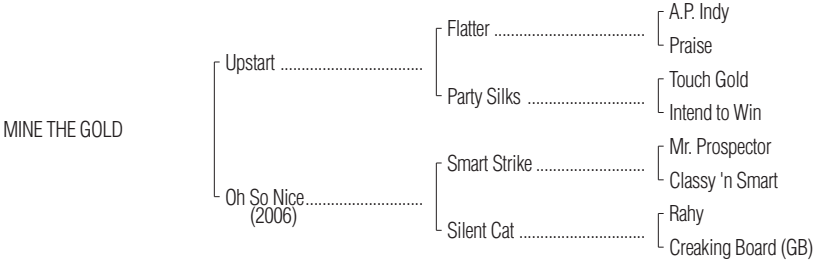 A.P. Indy
Flatter ....................................
Praise
Upstart ..................................
Touch Gold
Party Silks ............................
Intend to Win
MINE THE GOLD
Mr. Prospector
Smart Strike ..........................
Classy 'n Smart
Oh So Nice............................
(2006)
Rahy
Silent Cat ..............................
Creaking Board (GB)